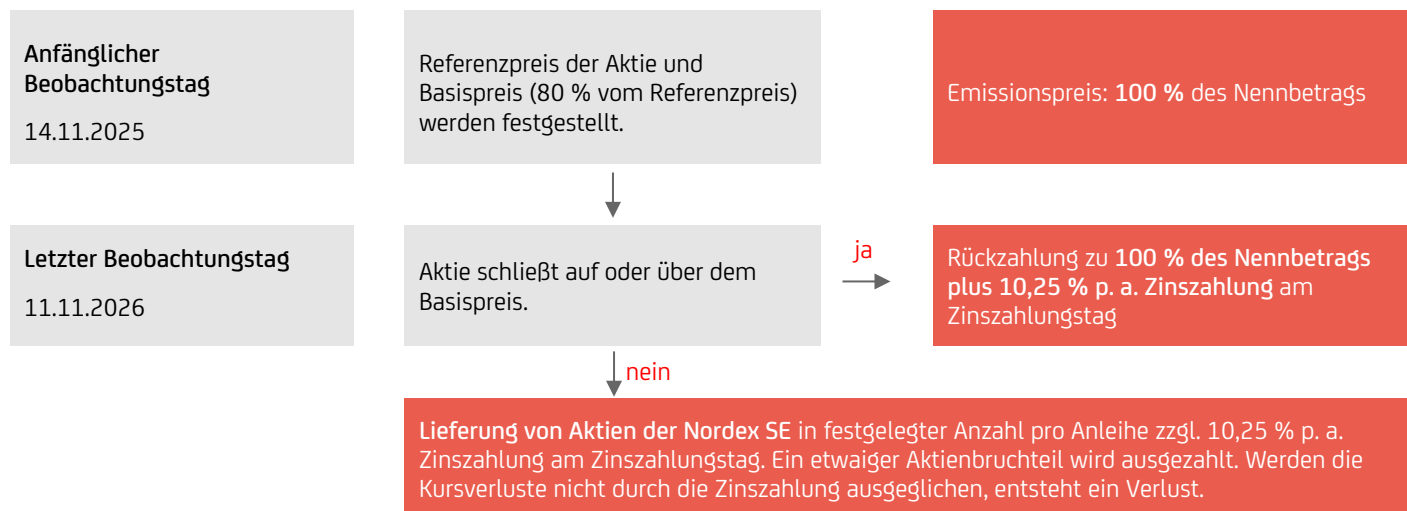 Anfänglicher
Beobachtungstag
14.11.2025
Referenzpreis der Aktie und
Basispreis (80 % vom Referenzpreis)
werden festgestellt.
Emissionspreis: 100 % des Nennbetrags
Letzter Beobachtungstag
11.11.2026
Aktie schließt auf oder über dem
Basispreis.
ja
Rückzahlung zu 100 % des Nennbetrags
plus 10,25 % p. a. Zinszahlung am
Zinszahlungstag
nein
Lieferung von Aktien der Nordex SE in festgelegter Anzahl pro Anleihe zzgl. 10,25 % p. a.
Zinszahlung am Zinszahlungstag. Ein etwaiger Aktienbruchteil wird ausgezahlt. Werden die
Kursverluste nicht durch die Zinszahlung ausgeglichen, entsteht ein Verlust.